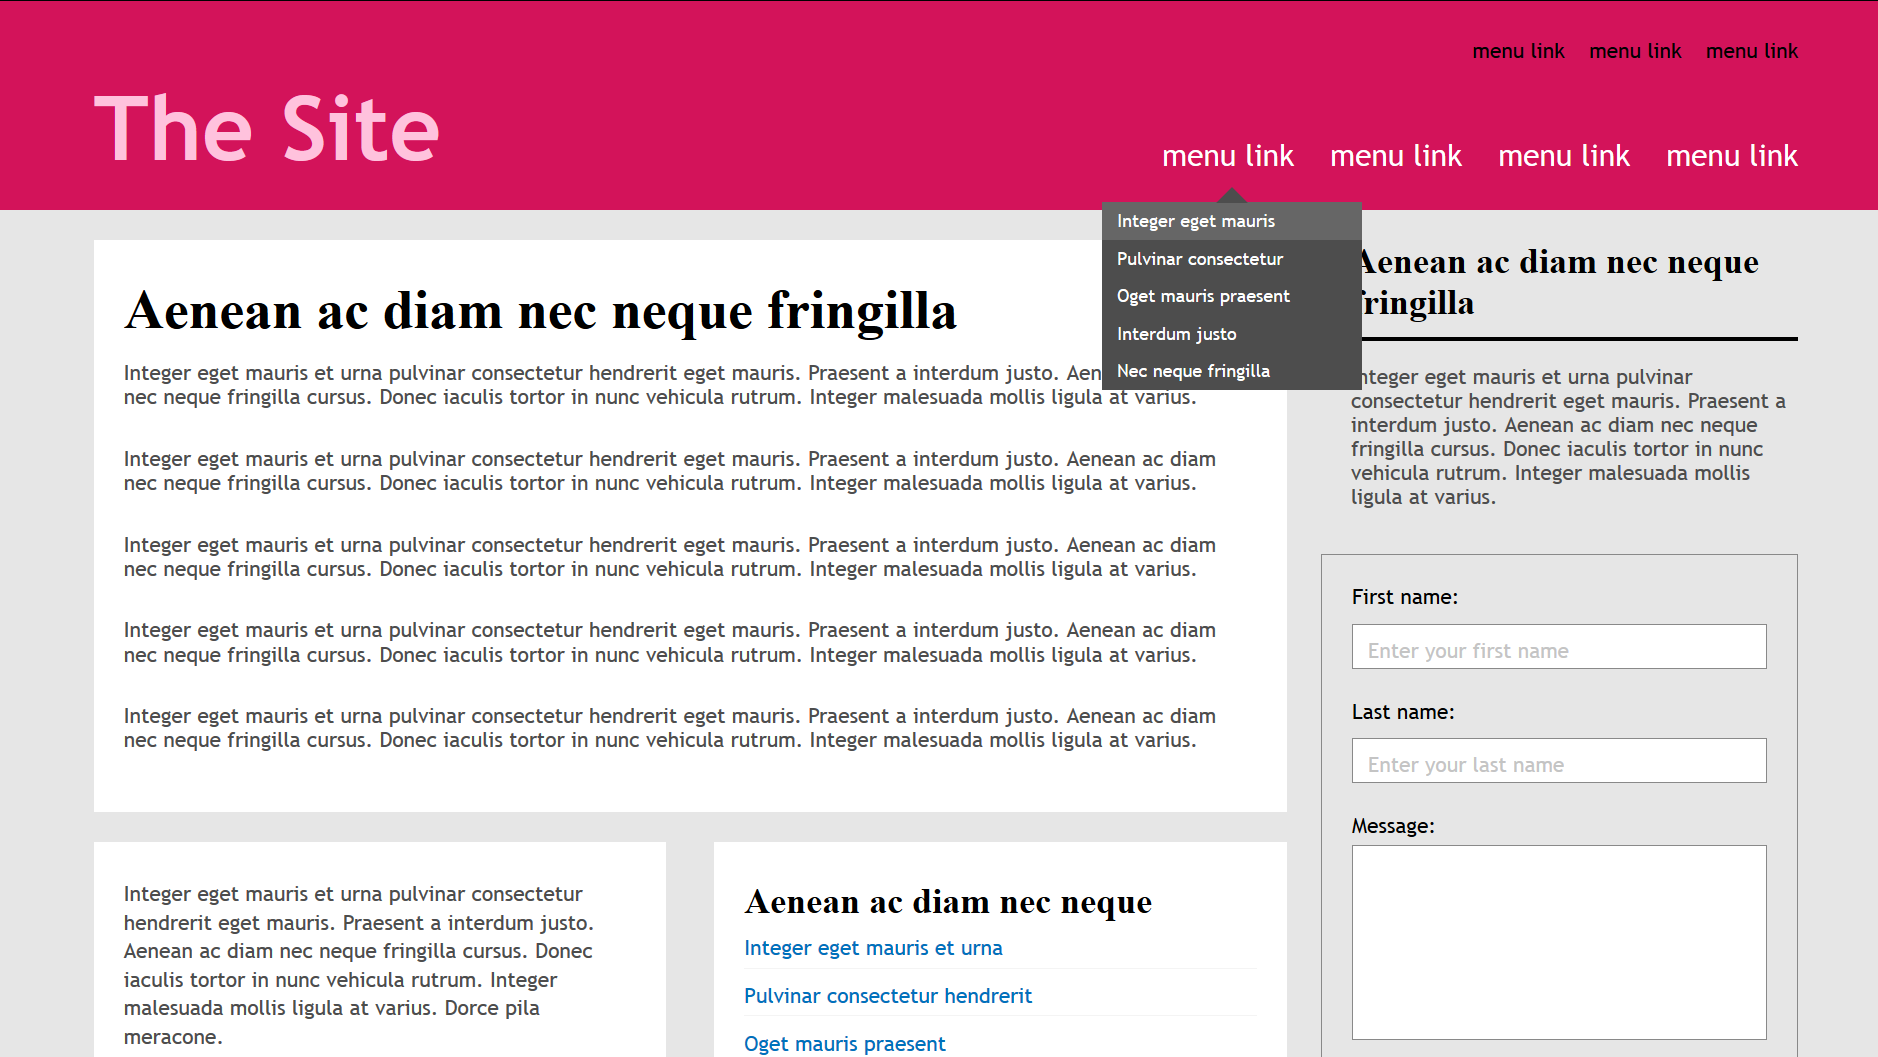 menu link menu link menu link
The Site
menu link menu link menu link menu link
Integer eget mauris
Pulvinar consectetur
Oget mauris praesent
Interdum justo
Nec neque fringilla
Aenean ac diam nec neque fringilla
Integer eget mauris et urna pulvinar consectetur hendrerit eget mauris. Praesent a interdum justo. Aen
nec neque fringilla cursus. Donec iaculis tortor in nunc vehicula rutrum. Integer malesuada mollis ligula at varius.
Integer eget mauris et urna pulvinar consectetur hendrerit eget mauris. Praesent a interdum justo. Aenean ac diam
nec neque fringilla cursus. Donec iaculis tortor in nunc vehicula rutrum. Integer malesuada mollis ligula at varius.
Integer eget mauris et urna pulvinar consectetur hendrerit eget mauris. Praesent a interdum justo. Aenean ac diam
nec neque fringilla cursus. Donec iaculis tortor in nunc vehicula rutrum. Integer malesuada mollis ligula at varius.
Integer eget mauris et urna pulvinar consectetur hendrerit eget mauris. Praesent a interdum justo. Aenean ac diam
nec neque fringilla cursus. Donec iaculis tortor in nunc vehicula rutrum. Integer malesuada mollis ligula at varius.
Integer eget mauris et urna pulvinar consectetur hendrerit eget mauris. Praesent a interdum justo. Aenean ac diam
nec neque fringilla cursus. Donec iaculis tortor in nunc vehicula rutrum. Integer malesuada mollis ligula at varius.
Integer eget mauris et urna pulvinar consectetur
hendrerit eget mauris. Praesent a interdum justo.
Aenean ac diam nec neque fringilla cursus. Donec
iaculis tortor in nunc vehicula rutrum. Integer
malesuada mollis ligula at varius. Dorce pila
meracone.
Aenean ac diam nec neque
Integer eget mauris et urna
Pulvinar consectetur hendrerit
Oget mauris praesent
Aenean ac diam nec neque
fringilla
Integer eget mauris et urna pulvinar
consectetur hendrerit eget mauris. Praesent a
interdum justo. Aenean ac diam nec neque
fringilla cursus. Donec iaculis tortor in nunc
vehicula rutrum. Integer malesuada mollis
ligula at varius.
First name:
Enter your first name
Last name:
Enter your last name
Message: